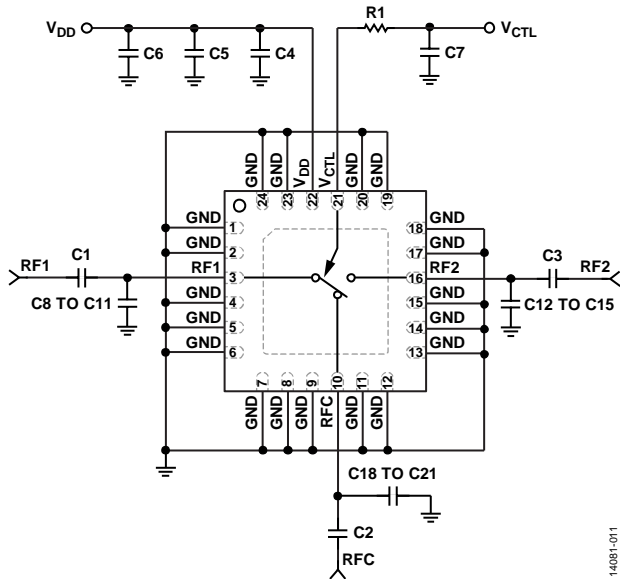 VDD
C6
C5
C4
R1
C7
VCTL
GND
GND
VDD
VCTL
GND
GND
24
23
22
21
20
19
GND
1
GND
2
RF1
3
GND
4
GND
5
GND
6
18
GND
17
GND
16
RF2
15
GND
14
GND
13
GND
RF1
C1
C8 TO C11
C3
RF2
C12 TO C15
7
8
9
10
11
12
GND
GND
GND
RFC
GND
GND
C18 TO C21
C2
RFC
14081-011